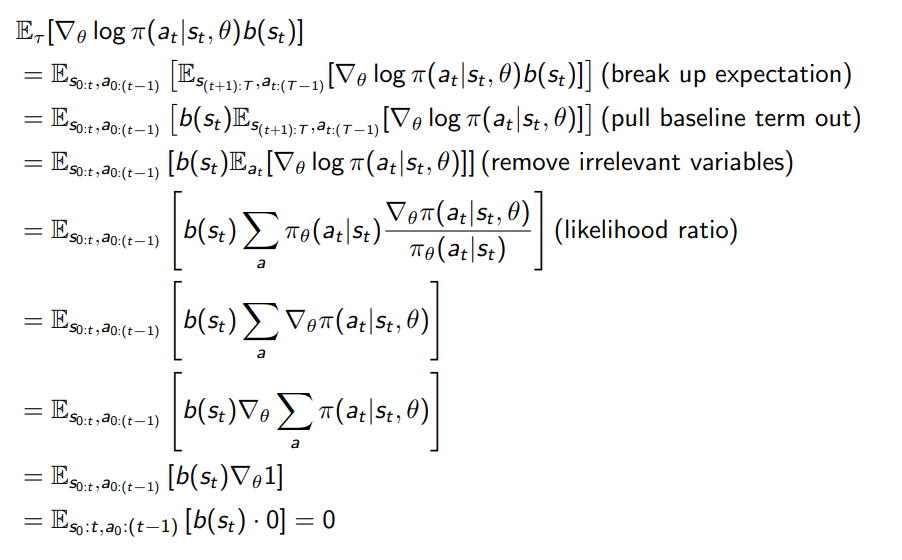 𝔼_τ[∇_θ log π(a_t|s_t, θ)b(s_t)]
= 𝔼_{s_{0:t},a_{0:(t−1)}} [𝔼_{s_{(t+1):T},a_{t:(T−1)}}[∇_θ log π(a_t|s_t, θ)b(s_t)]] (break up expectation)
= 𝔼_{s_{0:t},a_{0:(t−1)}} [b(s_t)𝔼_{s_{(t+1):T},a_{t:(T−1)}}[∇_θ log π(a_t|s_t, θ)]] (pull baseline term out)
= 𝔼_{s_{0:t},a_{0:(t−1)}} [b(s_t)𝔼_{a_t}[∇_θ log π(a_t|s_t, θ)]] (remove irrelevant variables)
= 𝔼_{s_{0:t},a_{0:(t−1)}} [b(s_t) ∑_a π_θ(a_t|s_t) \frac{∇_θ π(a_t|s_t, θ)}{π_θ(a_t|s_t)}] (likelihood ratio)
= 𝔼_{s_{0:t},a_{0:(t−1)}} [b(s_t) ∑_a ∇_θ π(a_t|s_t, θ)]
= 𝔼_{s_{0:t},a_{0:(t−1)}} [b(s_t)∇_θ ∑_a π(a_t|s_t, θ)]
= 𝔼_{s_{0:t},a_{0:(t−1)}} [b(s_t)∇_θ 1]
= 𝔼_{s_0:t,a_0:(t−1)} [b(s_t) · 0] = 0